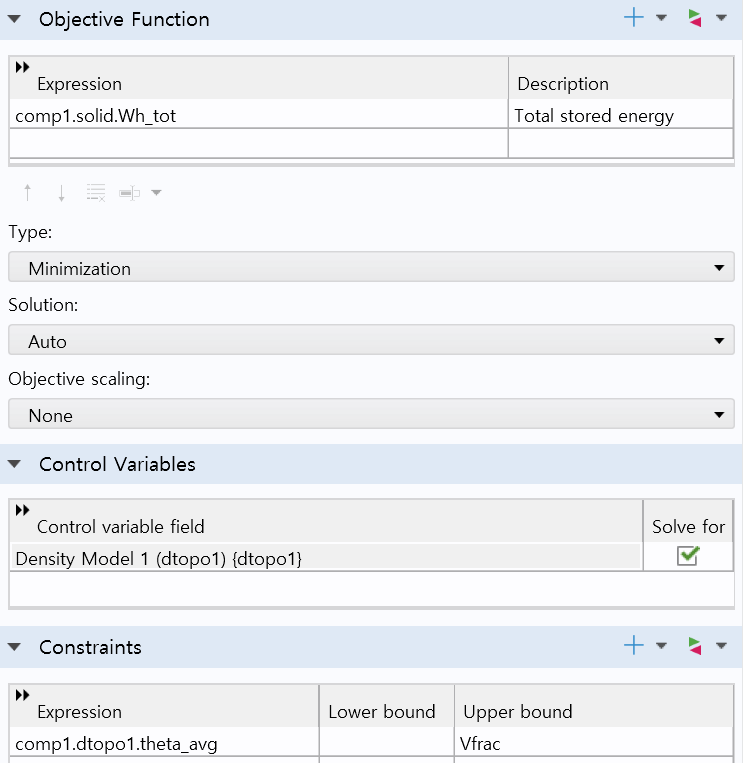 Objective Function
Expression Description
comp1.solid.Wh_tot Total stored energy
Type:
Minimization
Solution:
Auto
Objective scaling:
None
Control Variables
Control variable field Solve for
Density Model 1 (dtopo1) {dtopo1}
Constraints
Expression Lower bound Upper bound
comp1.dtopo1.theta_avg Vfrac